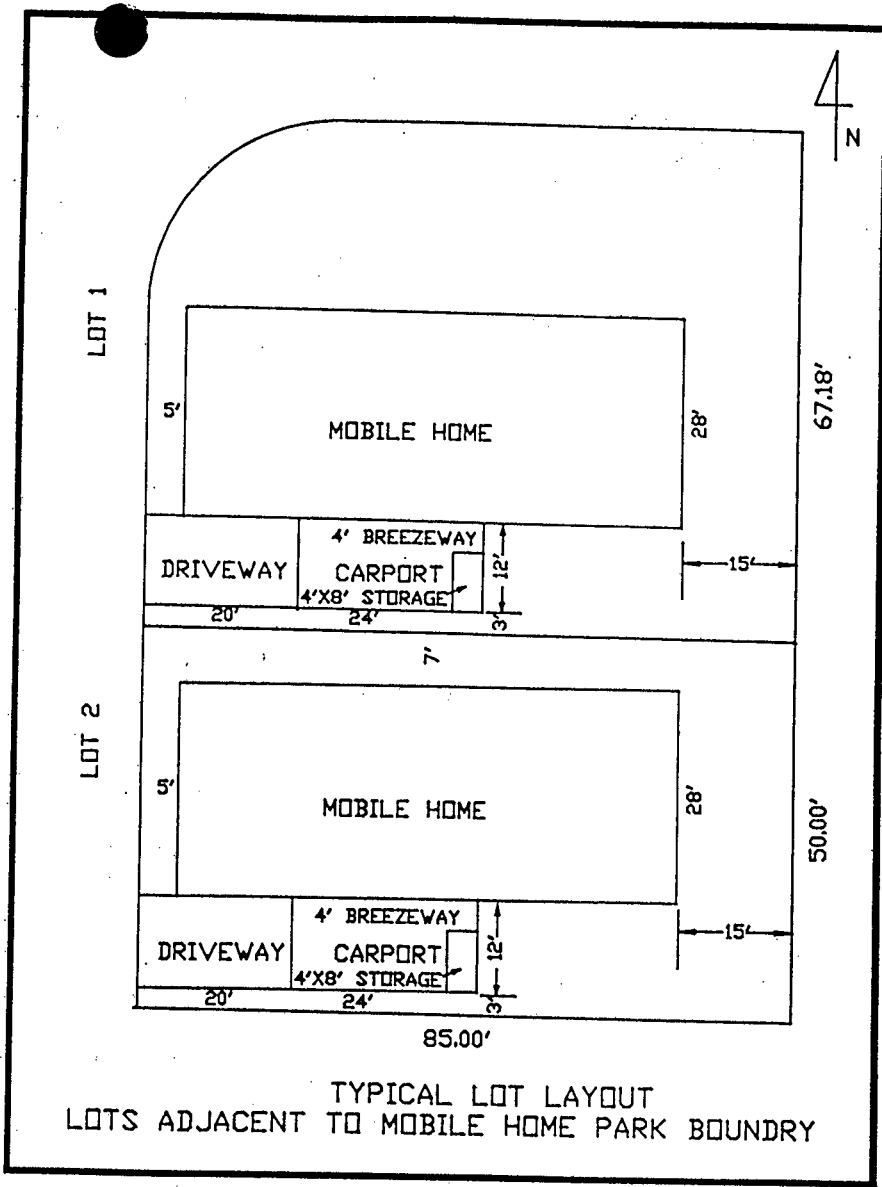 N
LOT 1
5'
MOBILE HOME
28'
67.18'
4' BREEZEWAY
DRIVEWAY
CARPORT
12'
15'
4'X8' STORAGE
20'
24'
3'
7'
LOT 2
5'
MOBILE HOME
28'
50.00'
4' BREEZEWAY
DRIVEWAY
CARPORT
12'
15'
4'X8' STORAGE
20'
24'
3'
85.00'
TYPICAL LOT LAYOUT
LOTS ADJACENT TO MOBILE HOME PARK BOUNDRY